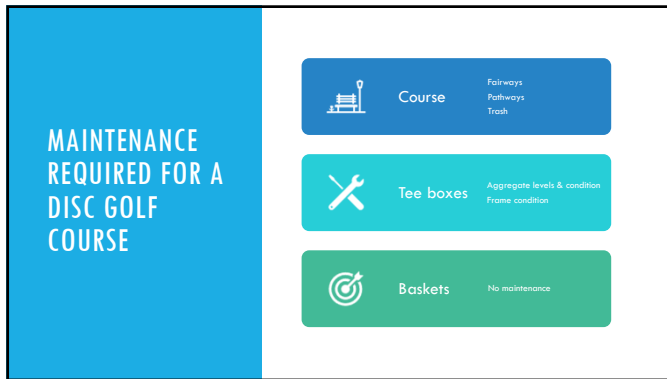 MAINTENANCE
REQUIRED FOR A
DISC GOLF
COURSE
Course
Fairways
Pathways
Trash
Tee boxes
Aggregate levels & condition
Frame condition
Baskets
No maintenance